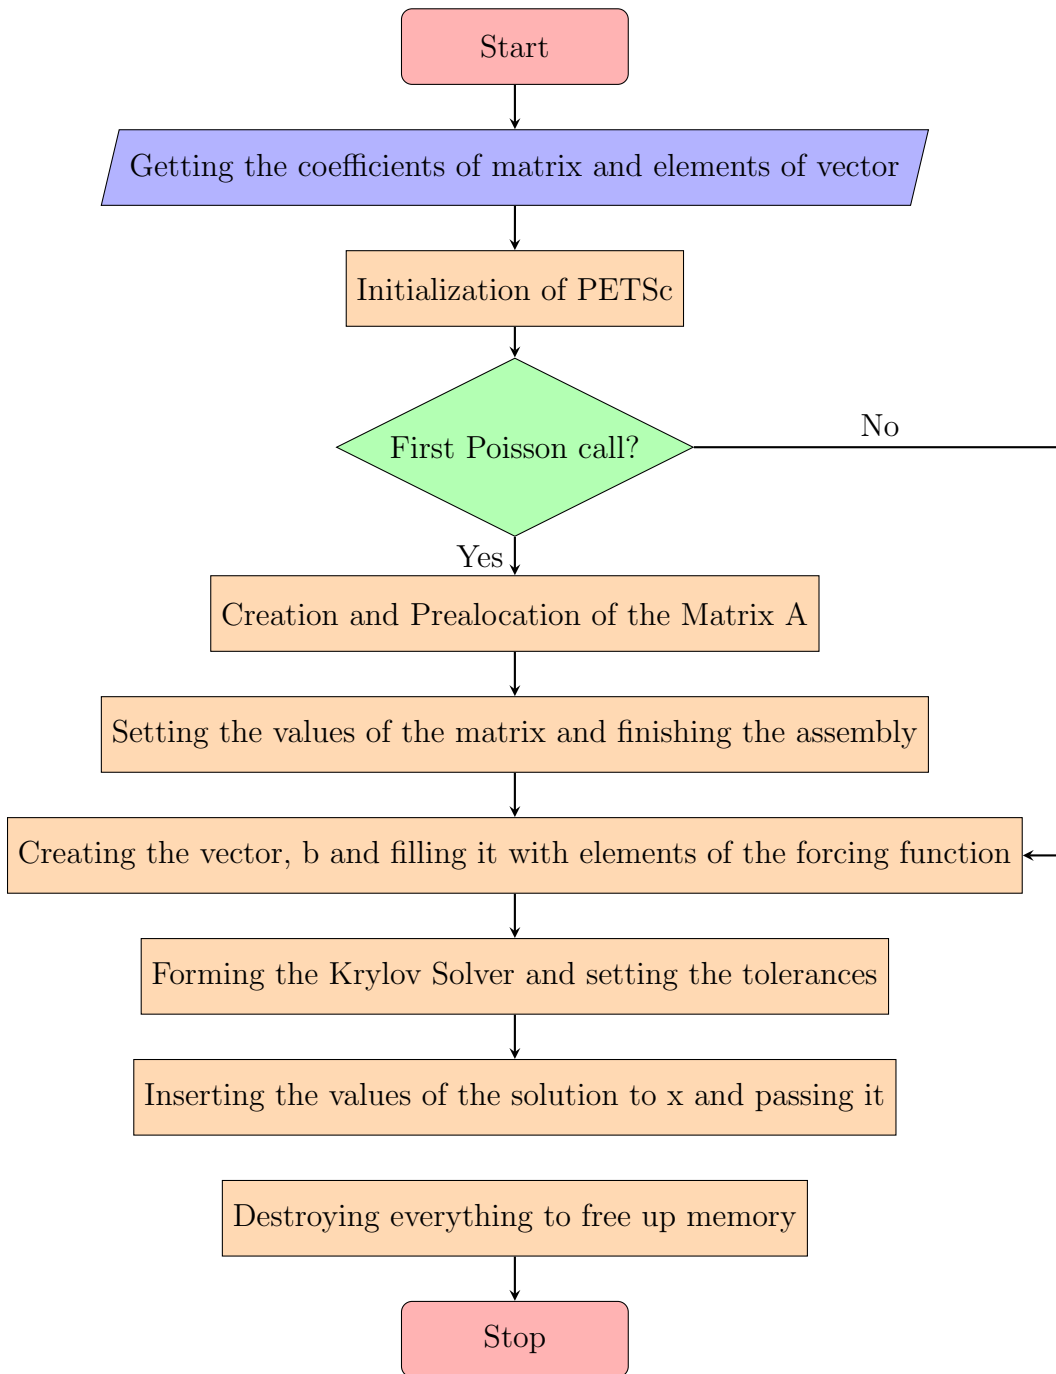 Start
Getting the coefficients of matrix and elements of vector
Initialization of PETSc
First Poisson call?
No
Yes
Creation and Prealocation of the Matrix A
Setting the values of the matrix and finishing the assembly
Creating the vector, b and filling it with elements of the forcing function
Forming the Krylov Solver and setting the tolerances
Inserting the values of the solution to x and passing it
Destroying everything to free up memory
Stop